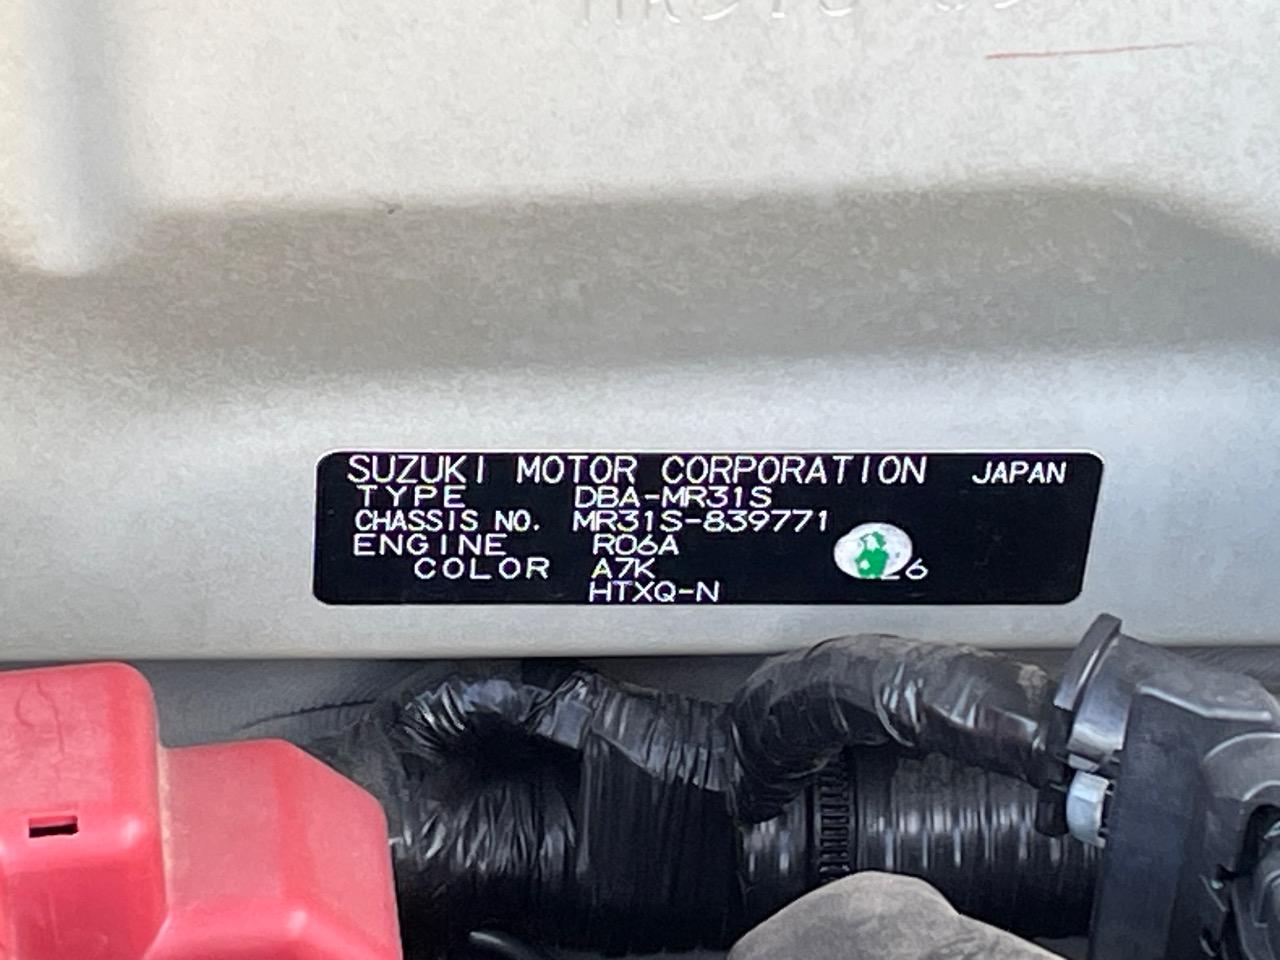 SUZUKI MOTOR CORPORATION JAPAN
TYPE DBA-MR31S
CHASSIS NO. MR31S-839771
ENGINE R06A
COLOR A7K
HTXQ-N